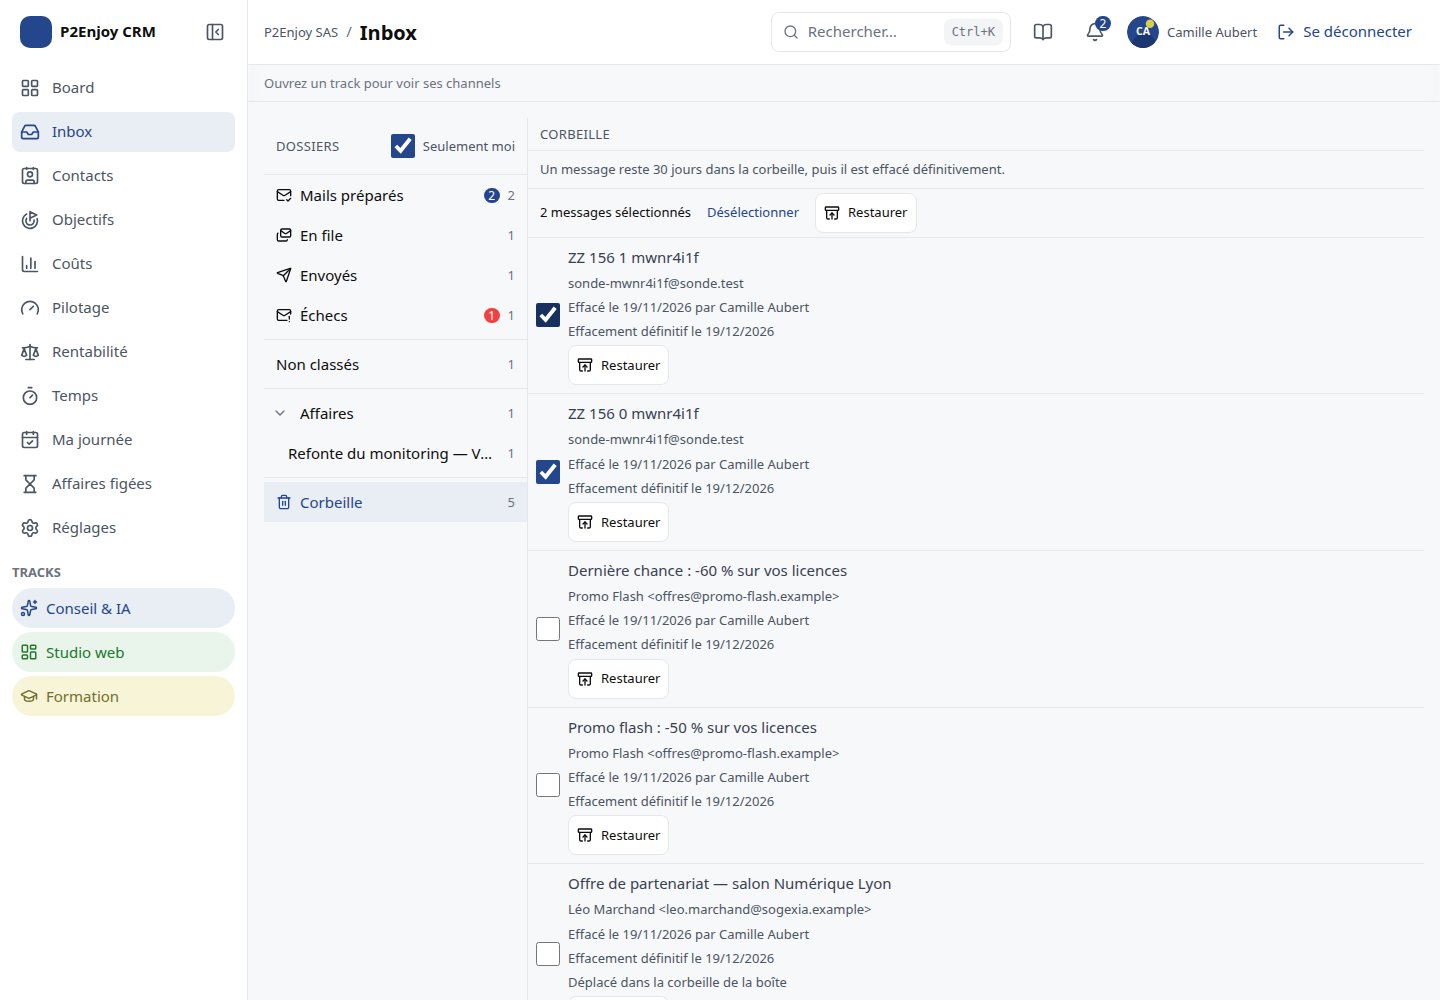 P2Enjoy CRM
Board
Inbox
Contacts
Objectifs
Coûts
Pilotage
Rentabilité
Temps
Ma journée
Affaires figées
Réglages
TRACKS
Conseil & IA
Studio web
Formation
P2Enjoy SAS / Inbox
Rechercher... Ctrl+K
2
CA Camille Aubert
Se déconnecter
Ouvrez un track pour voir ses channels
DOSSIERS Seulement moi
Mails préparés 2 2
En file 1
Envoyés 1
Échecs 1 1
Non classés 1
Affaires 1
Refonte du monitoring — V... 1
Corbeille 5
CORBEILLE
Un message reste 30 jours dans la corbeille, puis il est effacé définitivement.
2 messages sélectionnés Désélectionner Restaurer
ZZ 156 1 mwnr4i1f
sonde-mwnr4i1f@sonde.test
Effacé le 19/11/2026 par Camille Aubert
Effacement définitif le 19/12/2026
Restaurer
ZZ 156 0 mwnr4i1f
sonde-mwnr4i1f@sonde.test
Effacé le 19/11/2026 par Camille Aubert
Effacement définitif le 19/12/2026
Restaurer
Dernière chance : -60 % sur vos licences
Promo Flash <offres@promo-flash.example>
Effacé le 19/11/2026 par Camille Aubert
Effacement définitif le 19/12/2026
Restaurer
Promo flash : -50 % sur vos licences
Promo Flash <offres@promo-flash.example>
Effacé le 19/11/2026 par Camille Aubert
Effacement définitif le 19/12/2026
Restaurer
Offre de partenariat — salon Numérique Lyon
Léo Marchand <leo.marchand@sogexia.example>
Effacé le 19/11/2026 par Camille Aubert
Effacement définitif le 19/12/2026
Déplacé dans la corbeille de la boîte